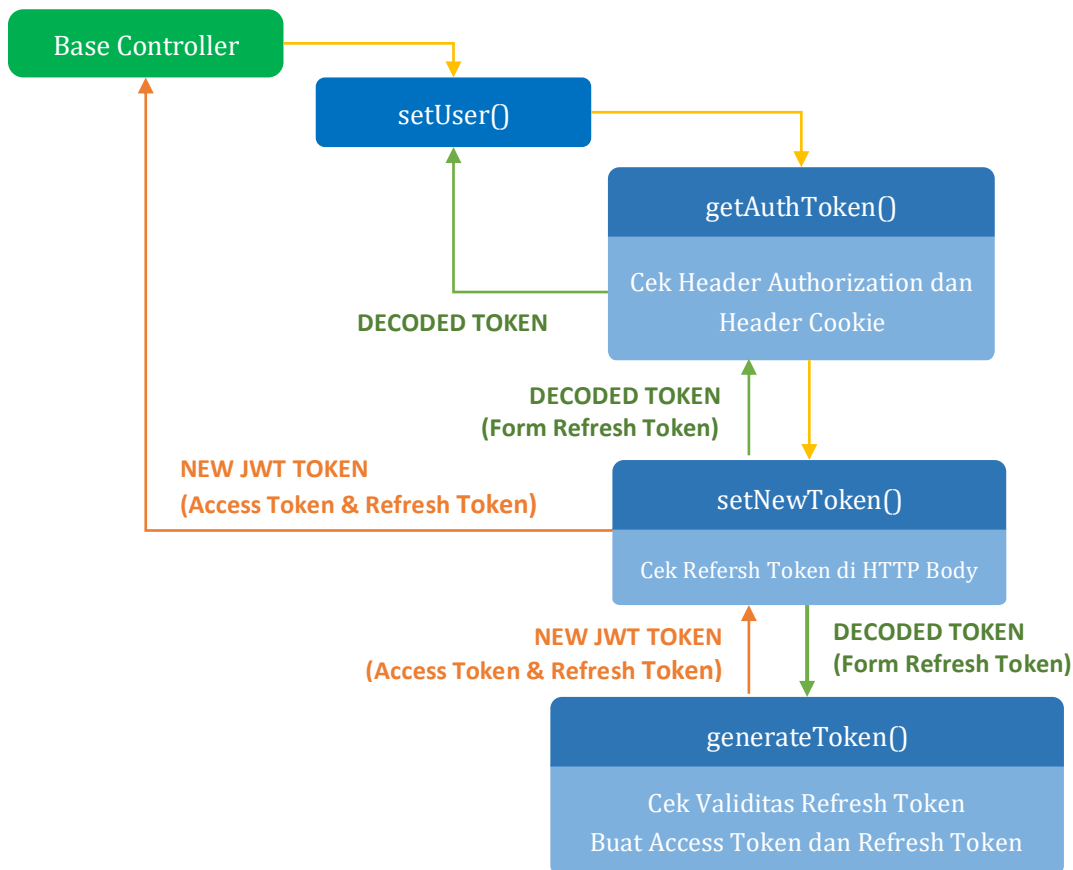 Base Controller
setUser()
getAuthToken()
Cek Header Authorization dan
Header Cookie
DECODED TOKEN
DECODED TOKEN
(Form Refresh Token)
NEW JWT TOKEN
(Access Token & Refresh Token)
setNewToken()
Cek Refersh Token di HTTP Body
NEW JWT TOKEN
(Access Token & Refresh Token)
DECODED TOKEN
(Form Refresh Token)
generateToken()
Cek Validitas Refresh Token
Buat Access Token dan Refresh Token